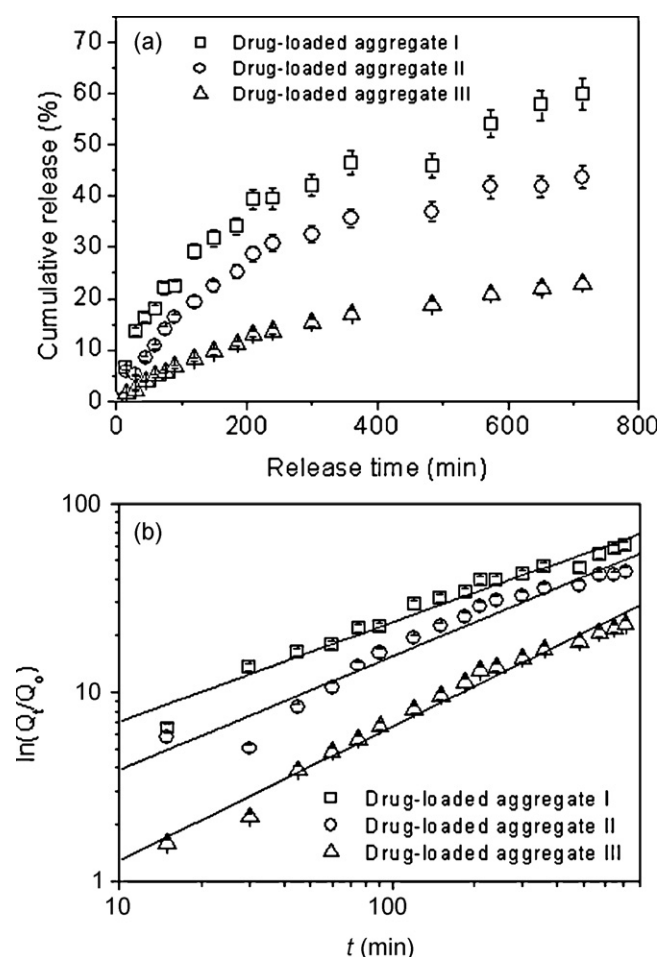 (a)
Drug-loaded aggregate I
Drug-loaded aggregate II
Drug-loaded aggregate III
Cumulative release (%)
70
60
50
40
30
20
10
0
0 200 400 600 800
Release time (min)
(b)
ln(Qt/Qo)
100
10
1
Drug-loaded aggregate I
Drug-loaded aggregate II
Drug-loaded aggregate III
10 100
t (min)